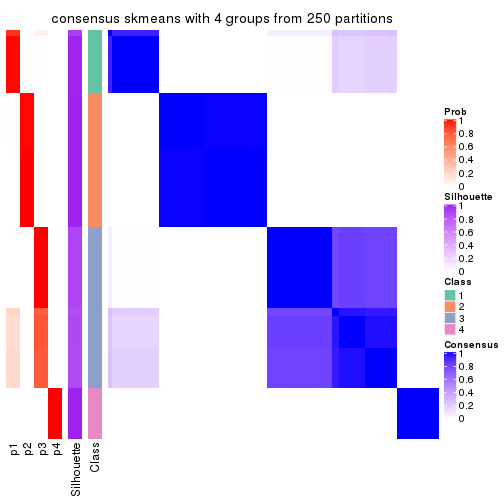 consensus skmeans with 4 groups from 250 partitions
Prob
1
0.8
0.6
0.4
0.2
0
Silhouette
1
0.8
0.6
0.4
0.2
0
Class
1
2
3
4
Consensus
1
0.8
0.6
0.4
0.2
0
p1
p2
p3
p4
Silhouette
Class